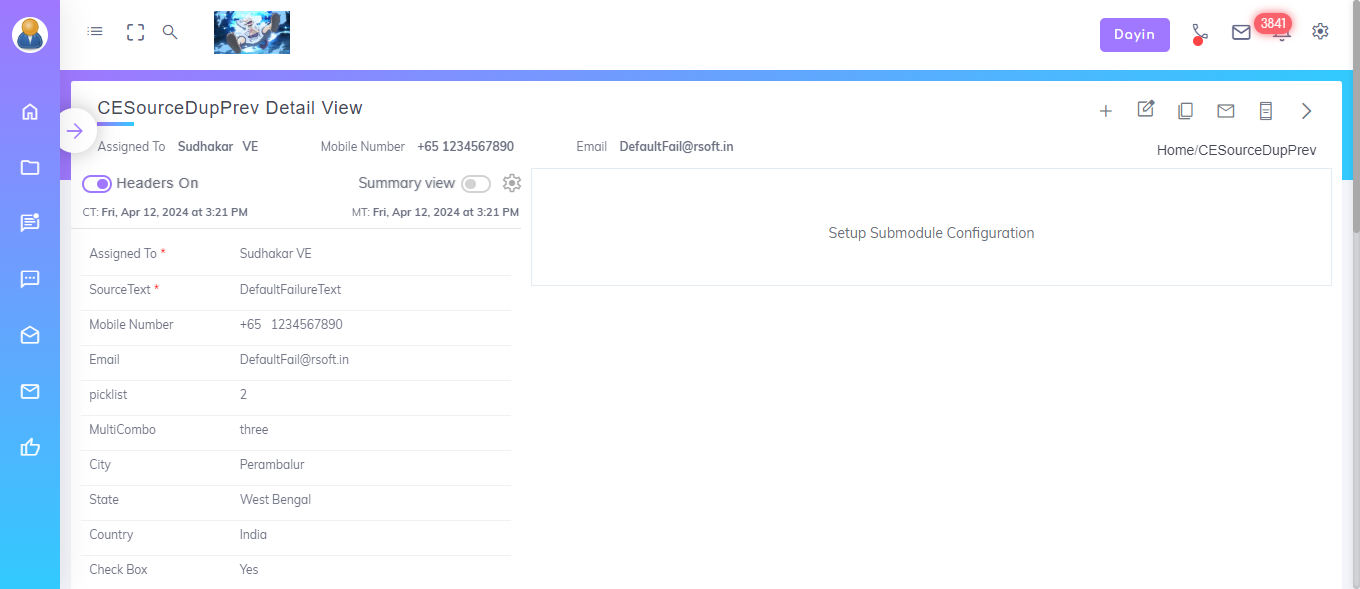 Dayin
3841
CESourceDupPrev Detail View
Assigned To Sudhakar VE Mobile Number +65 1234567890 Email DefaultFail@rsoft.in
Home/CESourceDupPrev
Headers On Summary view
CT: Fri, Apr 12, 2024 at 3:21 PM MT: Fri, Apr 12, 2024 at 3:21 PM
Setup Submodule Configuration
Assigned To * Sudhakar VE
SourceText * DefaultFailureText
Mobile Number +65 1234567890
Email DefaultFail@rsoft.in
picklist 2
MultiCombo three
City Perambalur
State West Bengal
Country India
Check Box Yes